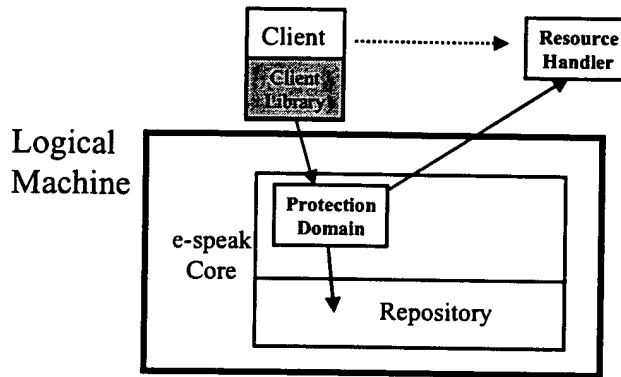 Client
Client
Library
Resource
Handler
Logical
Machine
Protection
Domain
e-speak
Core
Repository